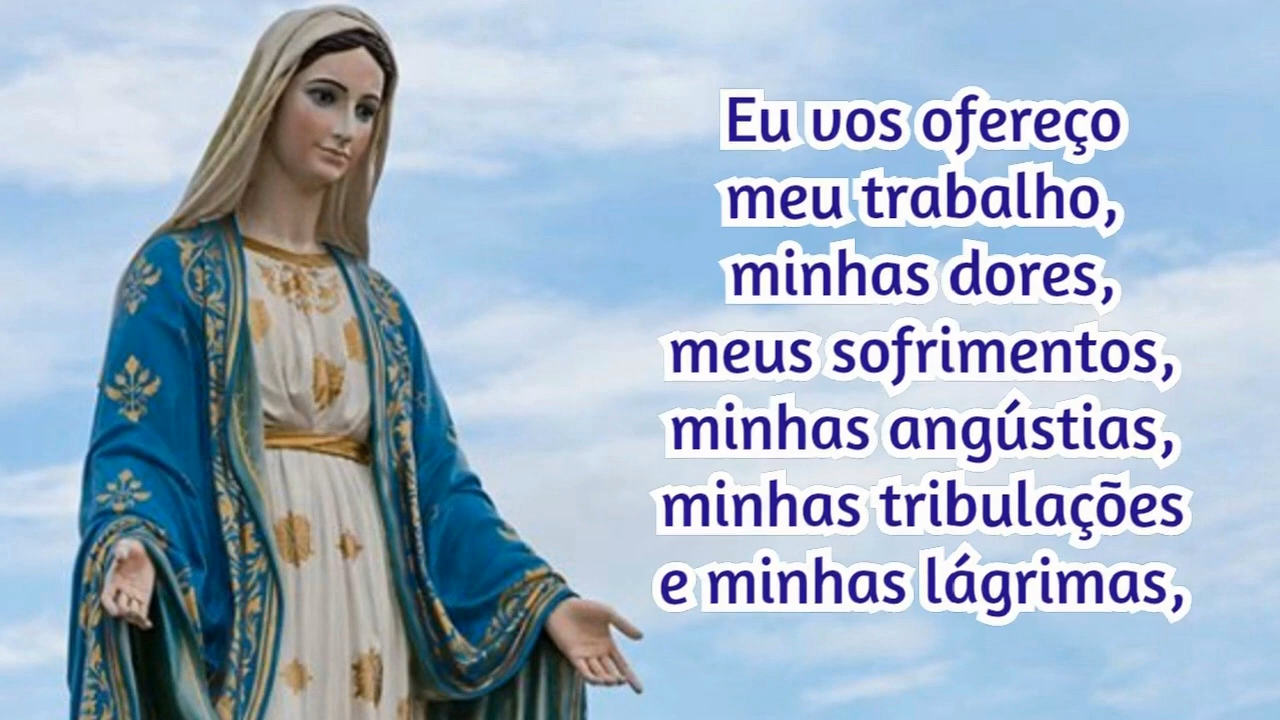 Eu vos ofereço
meu trabalho,
minhas dores,
meus sofrimentos,
minhas angústias,
minhas tribulações
e minhas lágrimas,